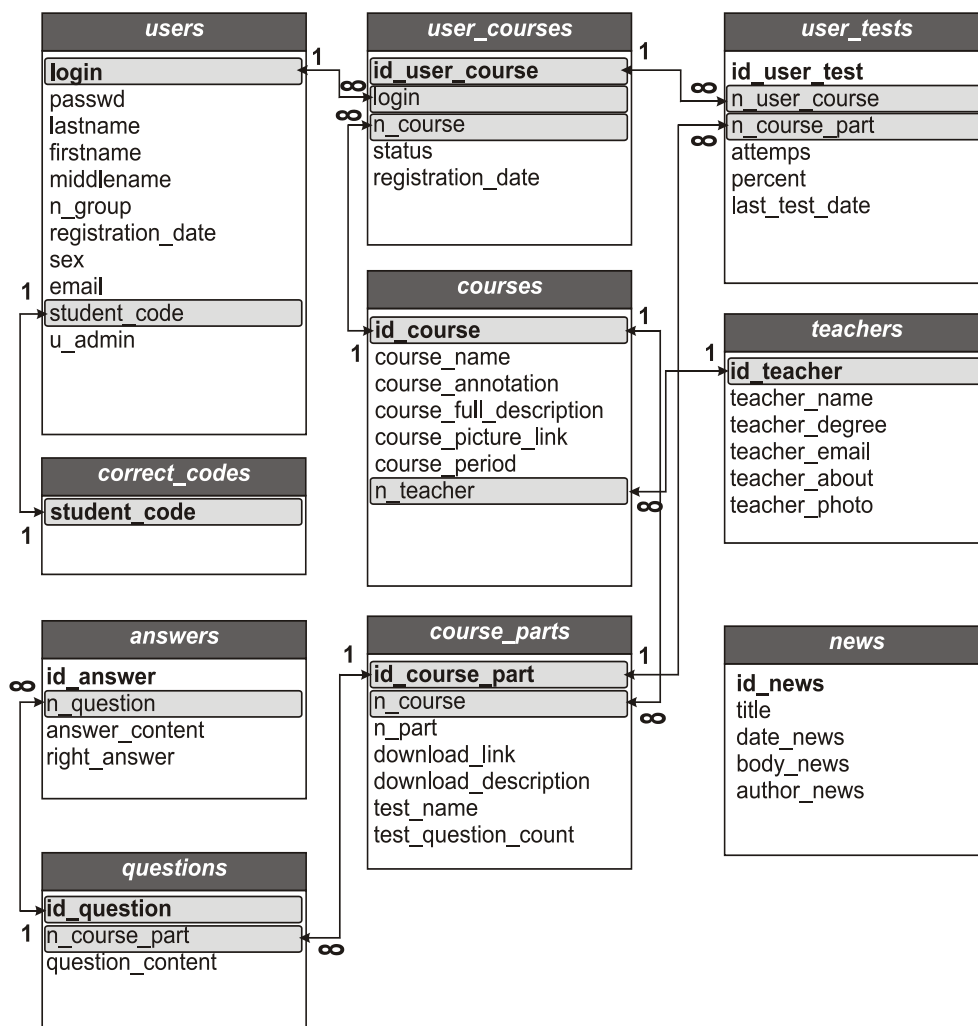 users
login
passwd
lastname
firstname
middlename
n_group
registration_date
sex
email
student_code
u_admin
1
1
correct_codes
student_code
1
user_courses
id_user_course
login
n_course
status
registration_date
∞
∞
1
user_tests
id_user_test
n_user_course
n_course_part
attemps
percent
last_test_date
∞
∞
courses
id_course
course_name
course_annotation
course_full_description
course_picture_link
course_period
n_teacher
1
1
∞
teachers
id_teacher
teacher_name
teacher_degree
teacher_email
teacher_about
teacher_photo
1
answers
id_answer
n_question
answer_content
right_answer
∞
course_parts
id_course_part
n_course
n_part
download_link
download_description
test_name
test_question_count
1
1
∞
news
id_news
title
date_news
body_news
author_news
questions
id_question
n_course_part
question_content
1
∞